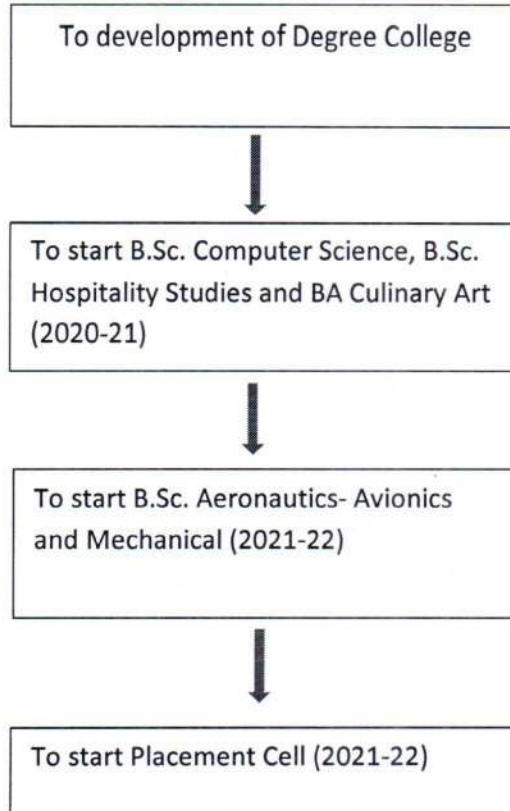 To development of Degree College
To start B.Sc. Computer Science, B.Sc.
Hospitality Studies and BA Culinary Art
(2020-21)
To start B.Sc. Aeronautics- Avionics
and Mechanical (2021-22)
To start Placement Cell (2021-22)